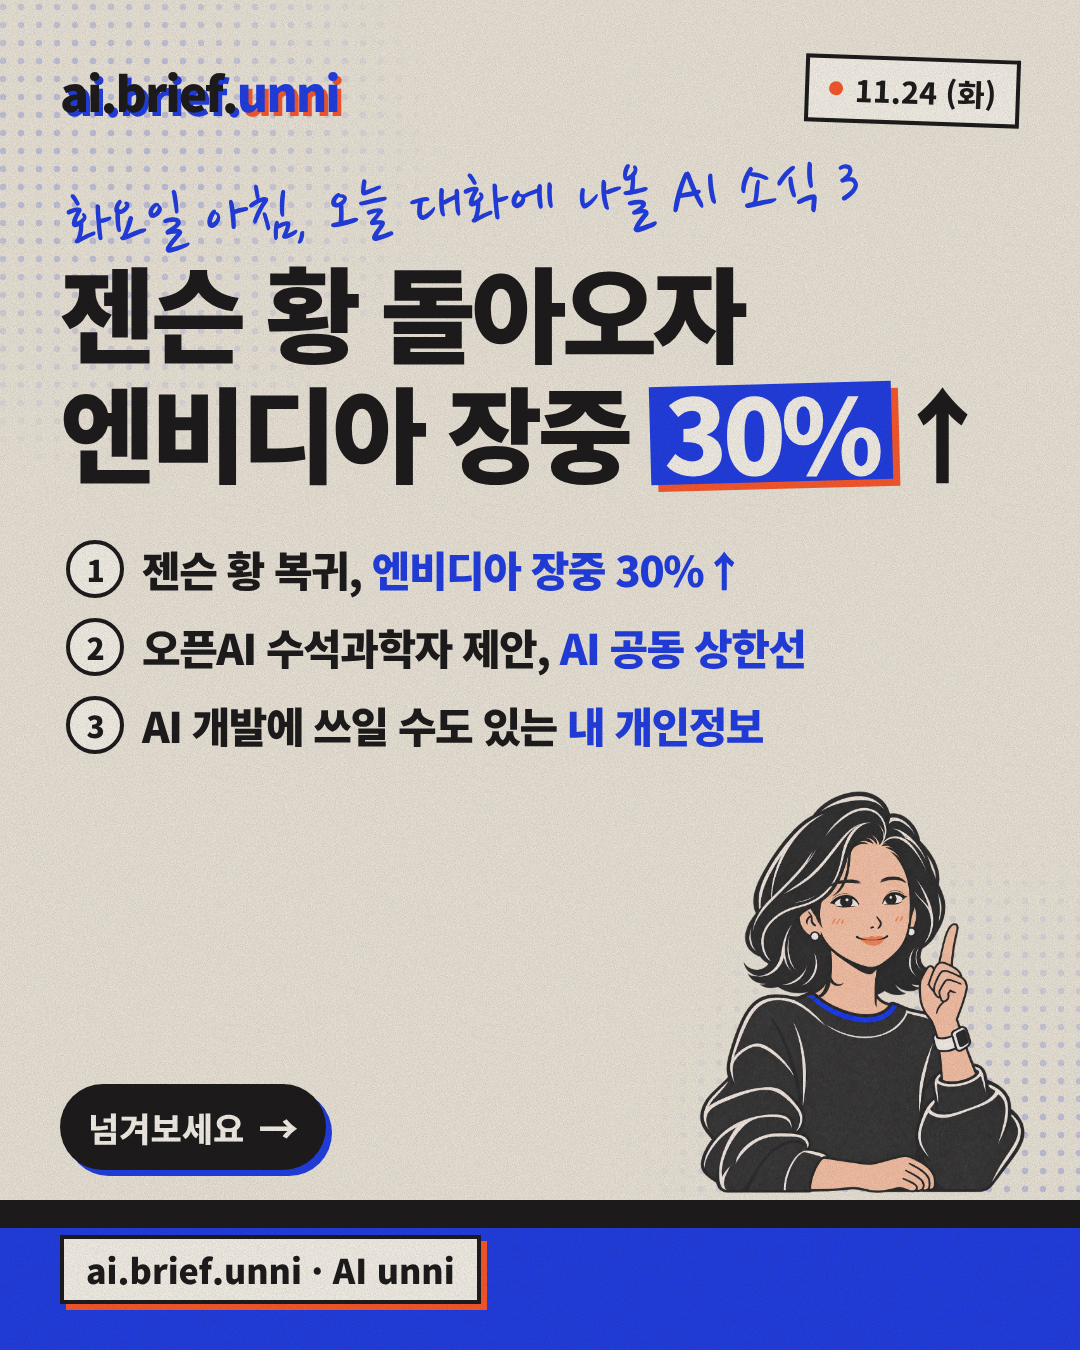 ai.brief.unni
11.24 (화)
화요일 아침, 오늘 대화에 나올 AI 소식 3
젠슨 황 돌아오자
엔비디아 장중 30% ↑
1 젠슨 황 복귀, 엔비디아 장중 30%↑
2 오픈AI 수석과학자 제안, AI 공동 상한선
3 AI 개발에 쓰일 수도 있는 내 개인정보
넘겨보세요 →
ai.brief.unni · AI unni